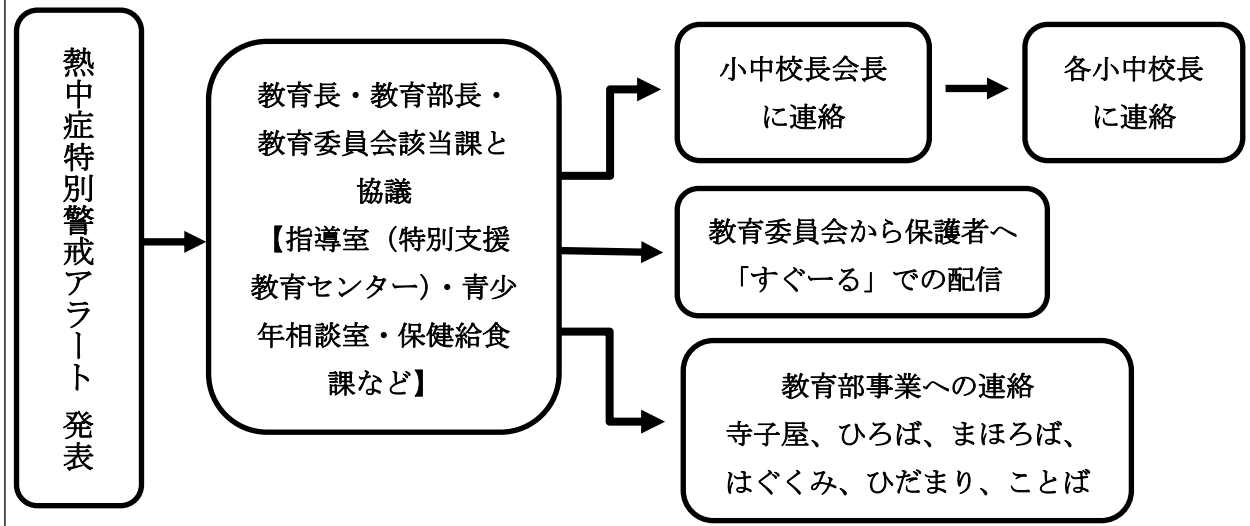 熱中症特別警戒アラート 発表
教育長・教育部長・
教育委員会該当課と
協議
【指導室（特別支援
教育センター）・青少
年相談室・保健給食
課など】
小中校長会長
に連絡
各小中校長
に連絡
教育委員会から保護者へ
「すぐーる」での配信
教育部事業への連絡
寺子屋、ひろば、まほろば、
はぐくみ、ひだまり、ことば